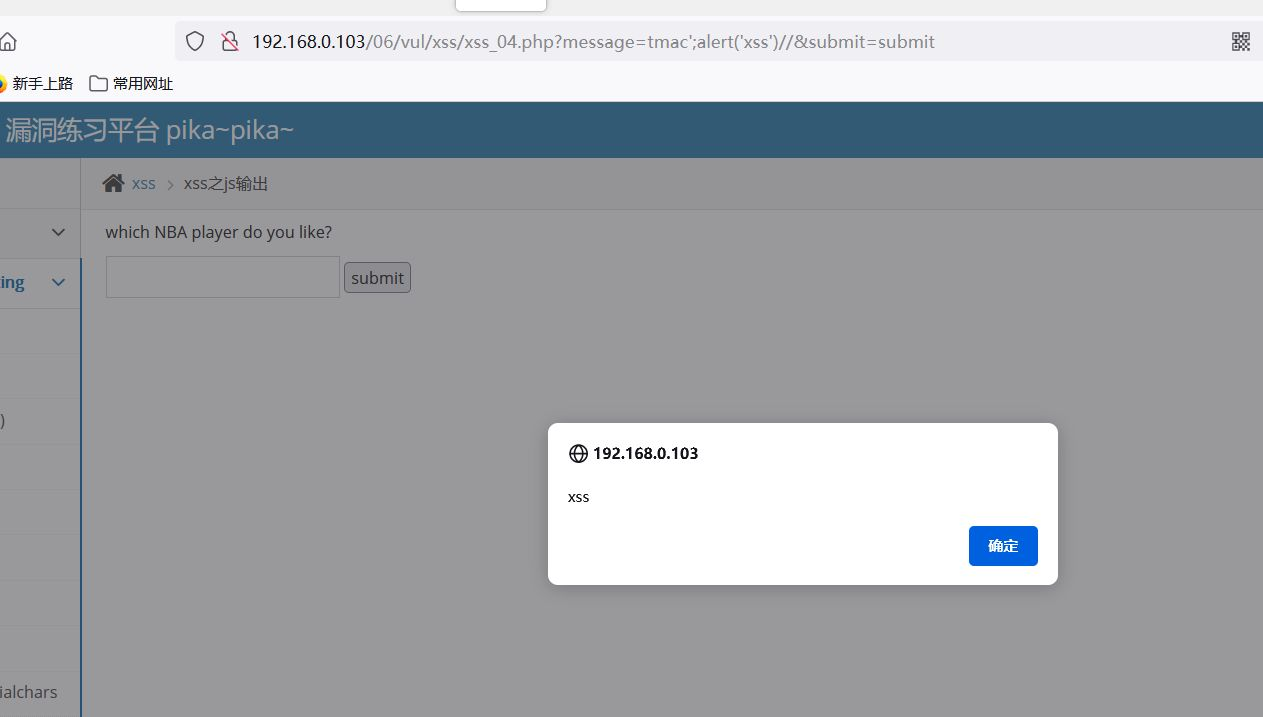 192.168.0.103/06/vul/xss/xss_04.php?message=tmac';alert('xss')//&submit=submit
新手上路 常用网址
漏洞练习平台 pika~pika~
xss > xss之js输出
which NBA player do you like?
submit
ing
)
192.168.0.103
xss
确定
ialchars